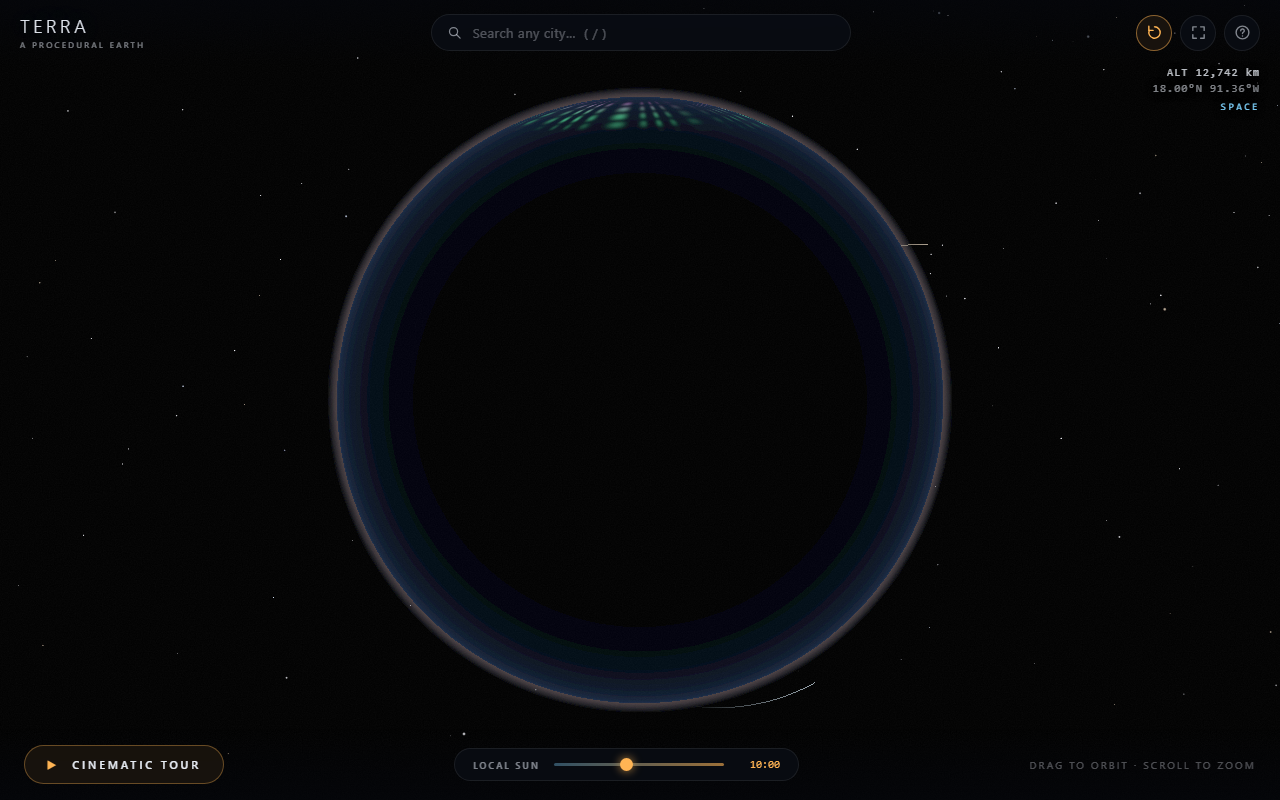 TERRA
A PROCEDURAL EARTH
Search any city... ( / )
ALT 12,742 km
18.00°N 91.36°W
SPACE
CINEMATIC TOUR
LOCAL SUN
10:00
DRAG TO ORBIT · SCROLL TO ZOOM